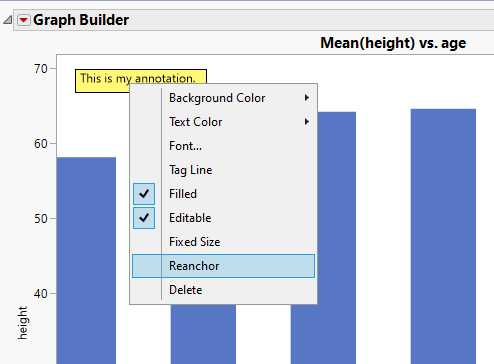 Graph Builder
Mean(height) vs. age
70
This is my annotation.
Background Color
Text Color
60
Font...
Tag Line
Filled
50
Editable
Fixed Size
Reanchor
40
Delete
height